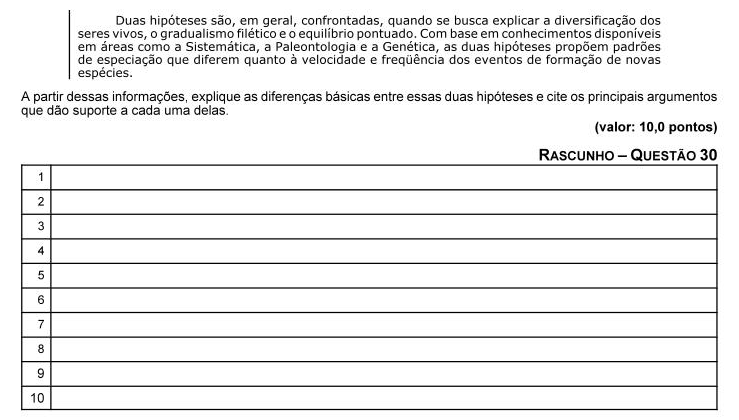 Duas hipóteses são, em geral, confrontadas, quando se busca explicar a diversificação dos
seres vivos, o gradualismo filético e o equilíbrio pontuado. Com base em conhecimentos disponíveis
em áreas como a Sistemática, a Paleontologia e a Genética, as duas hipóteses propõem padrões
de especiação que diferem quanto à velocidade e freqüência dos eventos de formação de novas
espécies.
A partir dessas informações, explique as diferenças básicas entre essas duas hipóteses e cite os principais argumentos
que dão suporte a cada uma delas.
(valor: 10,0 pontos)
RASCUNHO – QUESTÃO 30
1
2
3
4
5
6
7
8
9
10